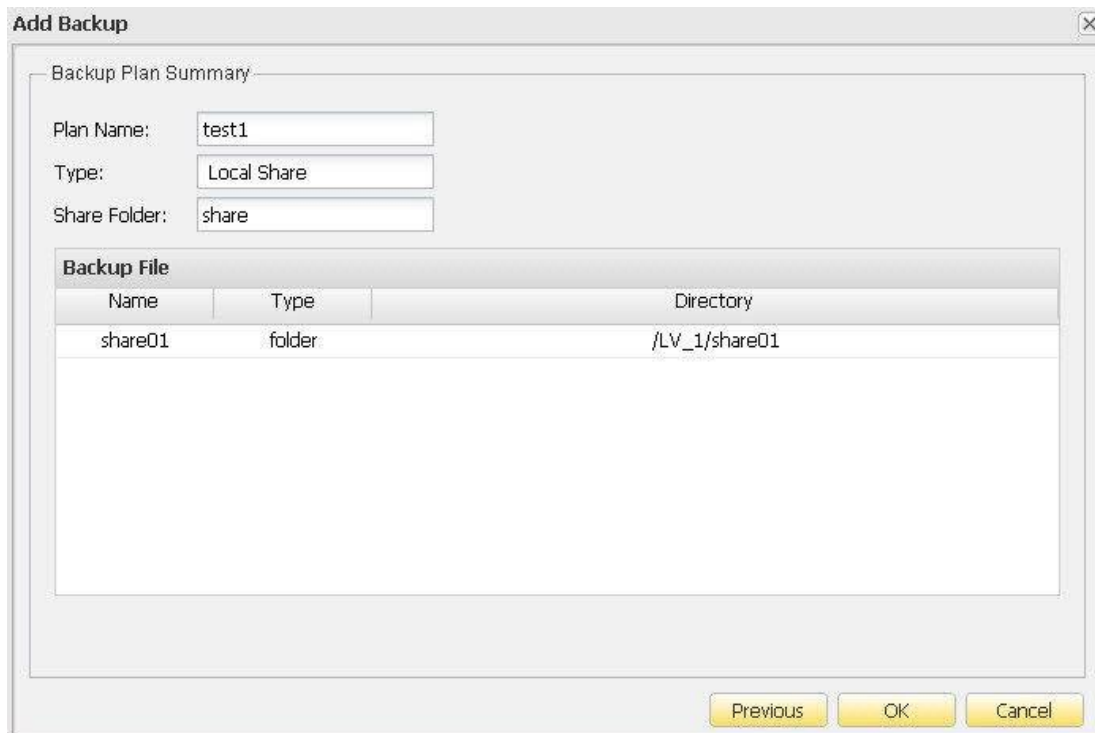 Add Backup
Backup Plan Summary
Plan Name: test1
Type: Local Share
Share Folder: share
Backup File
Name Type Directory
share01 folder /LV_1/share01
Previous OK Cancel